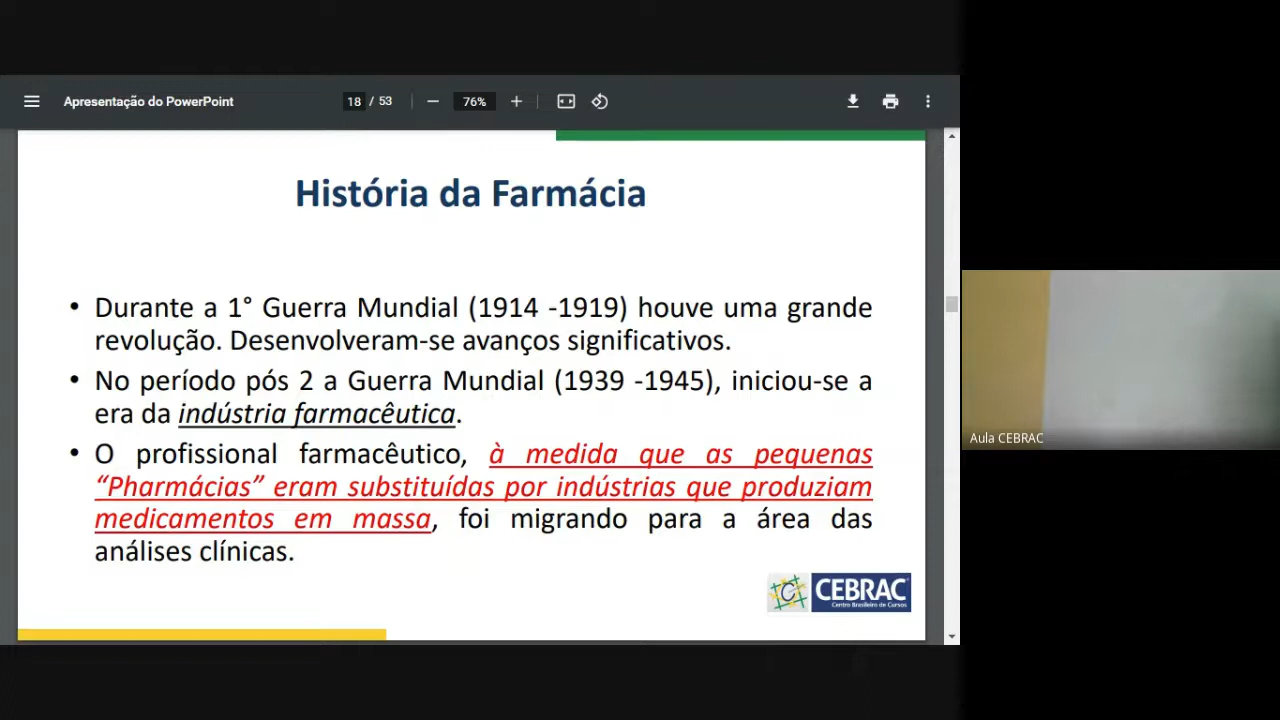 Apresentação do PowerPoint
18 / 53
76%
História da Farmácia
• Durante a 1° Guerra Mundial (1914 -1919) houve uma grande
revolução. Desenvolveram-se avanços significativos.
• No período pós 2 a Guerra Mundial (1939 -1945), iniciou-se a
era da indústria farmacêutica.
• O profissional farmacêutico, à medida que as pequenas
“Pharmácias” eram substituídas por indústrias que produziam
medicamentos em massa, foi migrando para a área das
análises clínicas.
CEBRAC
Centro Brasileiro de Cursos
Aula CEBRAC